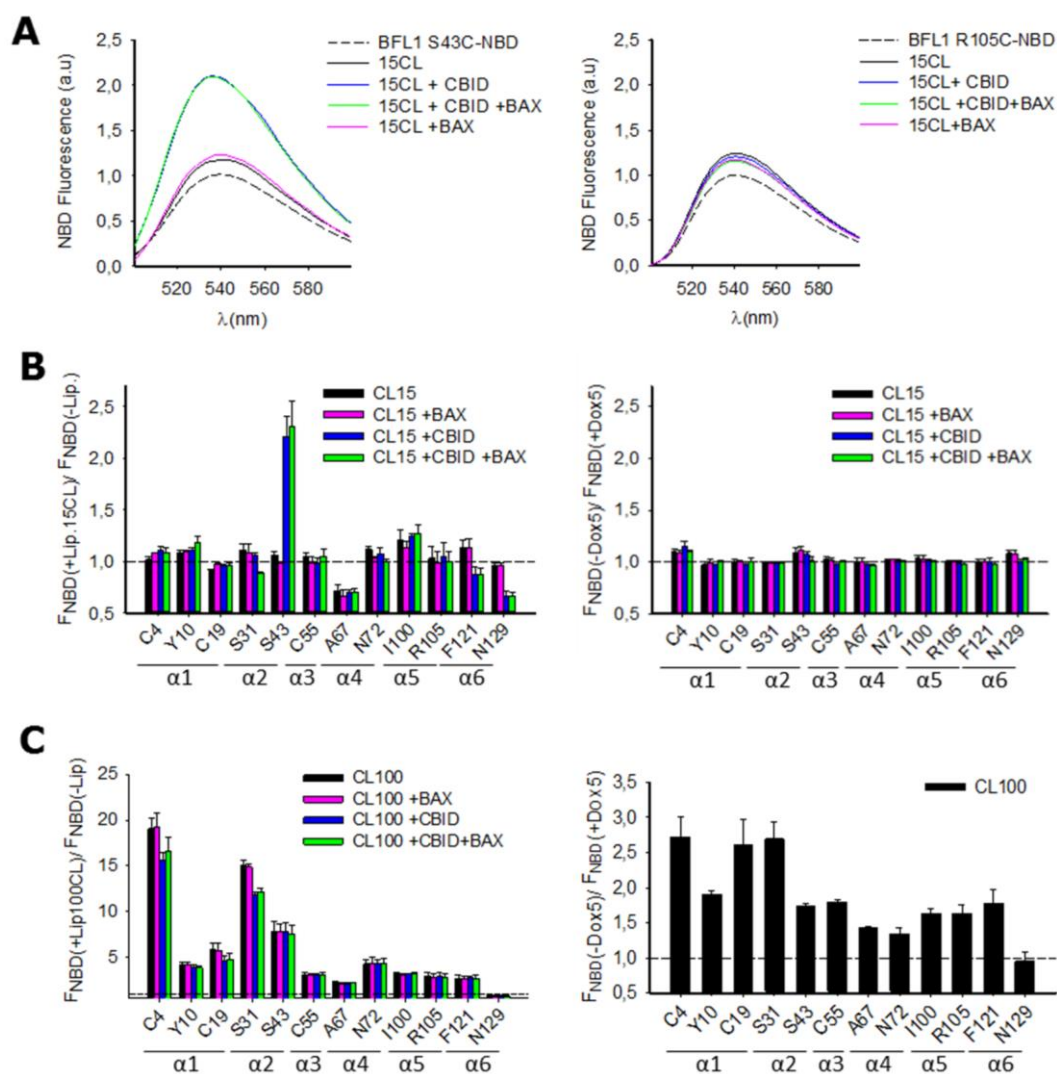 A
NBD Fluorescence (a.u)
2,5
2,0
1,5
1,0
0,5
0,0
520 540 560 580
λ(nm)
BFL1 S43C-NBD
15CL
15CL + CBID
15CL + CBID +BAX
15CL +BAX
NBD Fluorescence (a.u)
2,5
2,0
1,5
1,0
0,5
0,0
520 540 560 580
λ(nm)
BFL1 R105C-NBD
15CL
15CL+ CBID
15CL +CBID+BAX
15CL+BAX
B
FNBD(+Lip.15CL)/ FNBD(-Lip.)
2,5
2,0
1,5
1,0
0,5
CL15
CL15 +BAX
CL15 +CBID
CL15 +CBID +BAX
C4 Y10 C19 S31 S43 C55 A67 N72 I100 R105 F121 N129
α1 α2 α3 α4 α5 α6
FNBD(-Dox5)/ FNBD(+Dox5)
2,5
2,0
1,5
1,0
0,5
CL15
CL15 +BAX
CL15 +CBID
CL15 +CBID +BAX
C4 Y10 C19 S31 S43 C55 A67 N72 I100 R105 F121 N129
α1 α2 α3 α4 α5 α6
C
FNBD(+Lip100CL)/ FNBD(-Lip)
25
20
15
10
5
CL100
CL100 +BAX
CL100 +CBID
CL100 +CBID+BAX
C4 Y10 C19 S31 S43 C55 A67 N72 I100 R105 F121 N129
α1 α2 α3 α4 α5 α6
FNBD(-Dox5)/ FNBD (+Dox5)
3,5
3,0
2,5
2,0
1,5
1,0
0,5
CL100
C4 Y10 C19 S31 S43 C55 A67 N72 I100 R105 F121 N129
α1 α2 α3 α4 α5 α6